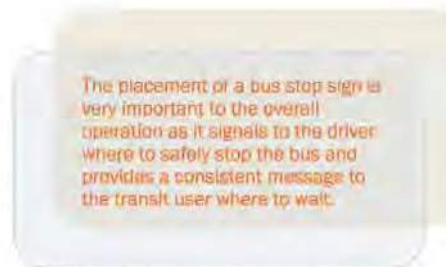 The placement of a bus stop sign is
very important to the overall
operation as it signals to the driver
where to safely stop the bus and
provides a consistent message to
the transit user where to wait.